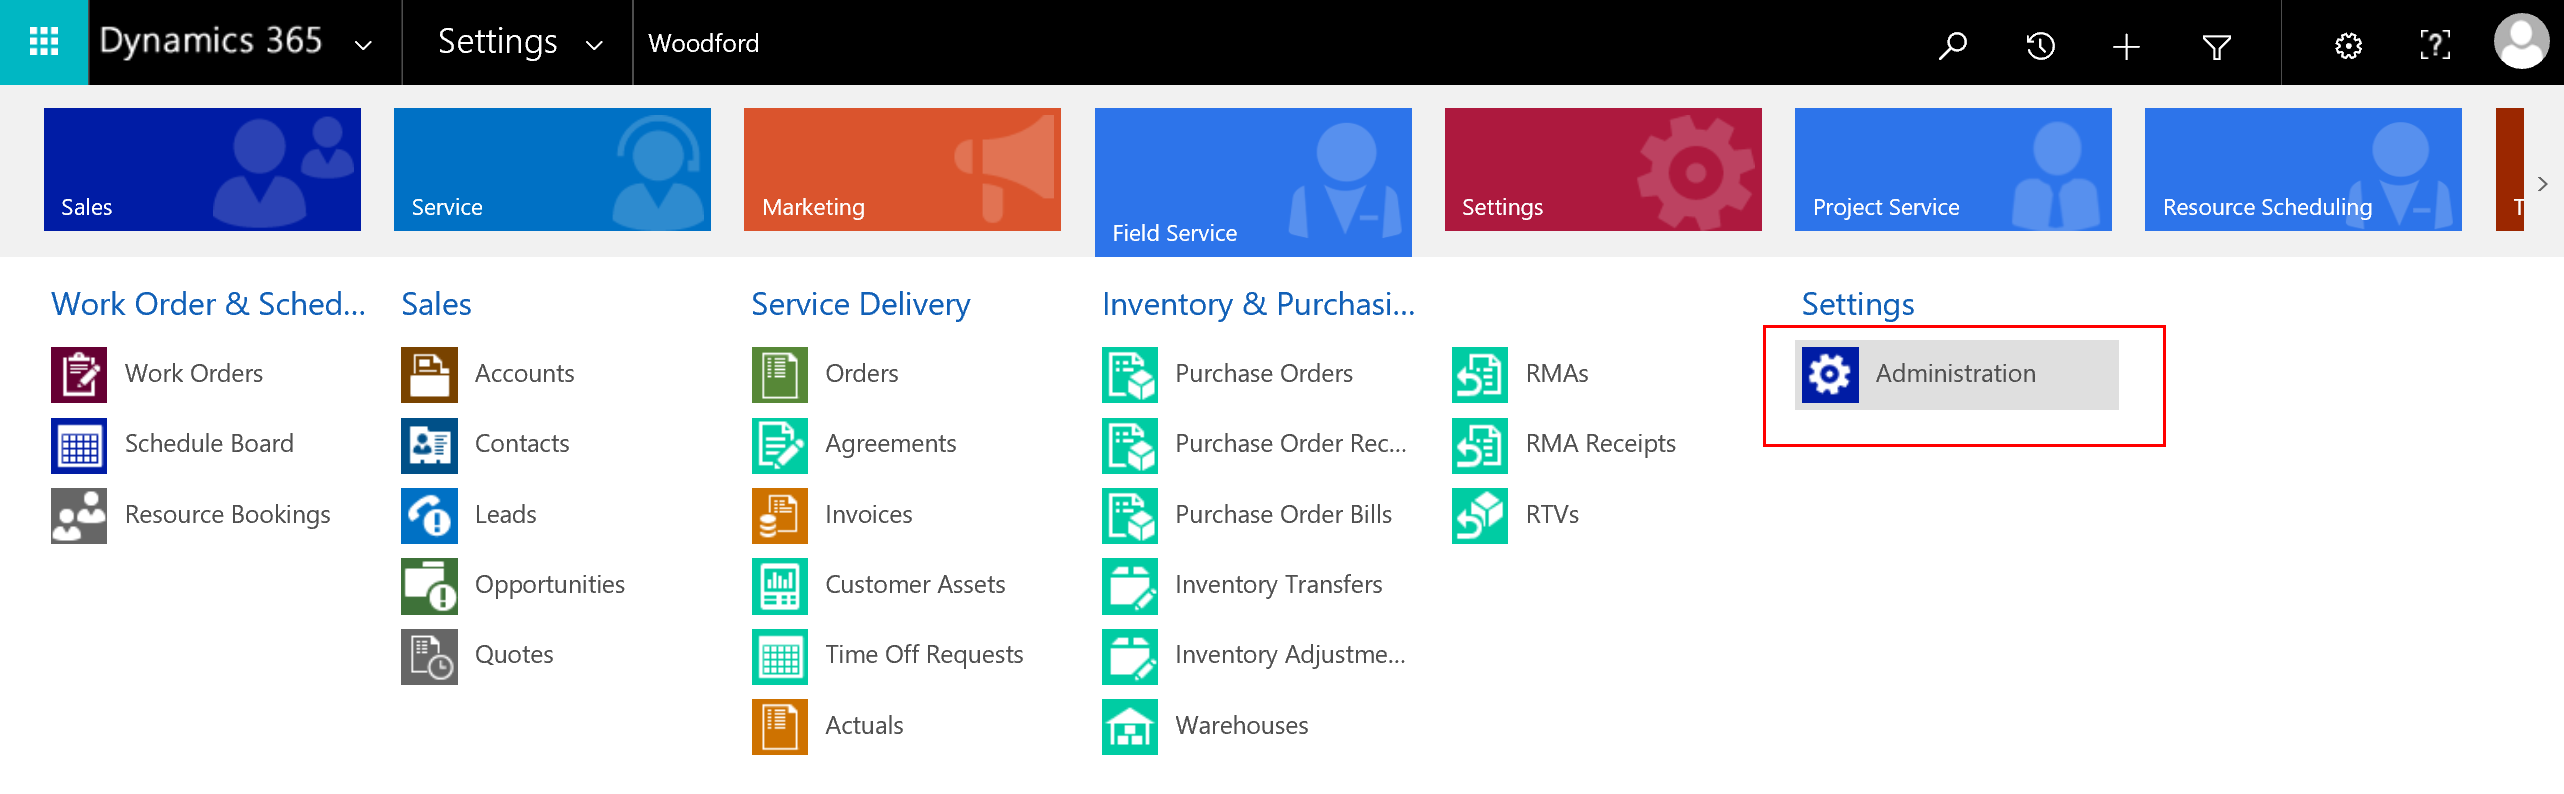 Dynamics 365
Settings
Woodford
Sales
Service
Marketing
Field Service
Settings
Project Service
Resource Scheduling
T
Work Order & Sched...
Work Orders
Schedule Board
Resource Bookings
Sales
Accounts
Contacts
Leads
Opportunities
Quotes
Service Delivery
Orders
Agreements
Invoices
Customer Assets
Time Off Requests
Actuals
Inventory & Purchasi...
Purchase Orders
Purchase Order Rec...
Purchase Order Bills
Inventory Transfers
Inventory Adjustme...
Warehouses
RMAs
RMA Receipts
RTVs
Settings
Administration